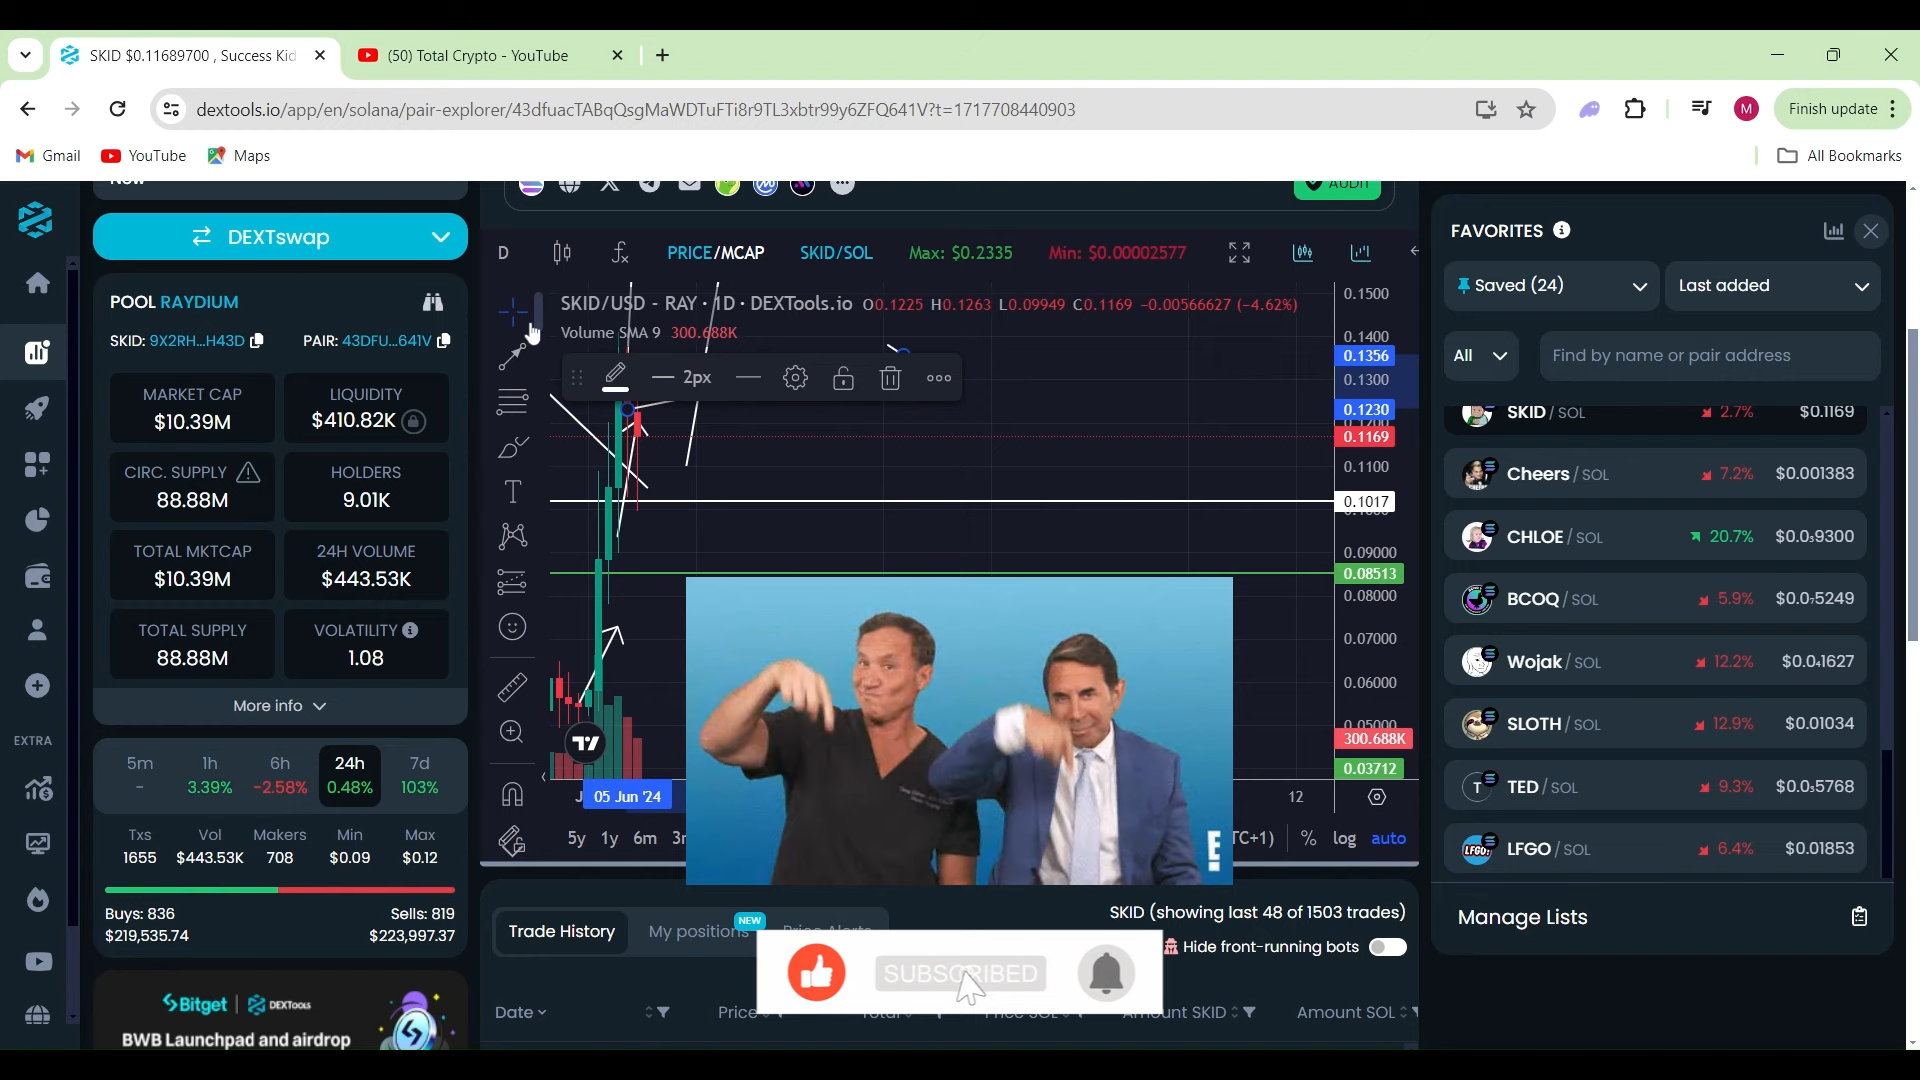 SKID $0.11689700 , Success Kid
(50) Total Crypto - YouTube
dextools.io/app/en/solana/pair-explorer/43dfuacTABqQsgMaWDTuFTi8r9TL3xbtr99y6ZFQ641V?t=1717708440903
M
Finish update
Gmail
YouTube
Maps
All Bookmarks
DEXTswap
POOL RAYDIUM
SKID: 9X2RH...H43D
PAIR: 43DFU...641V
MARKET CAP
$10.39M
LIQUIDITY
$410.82K
CIRC. SUPPLY
88.88M
HOLDERS
9.01K
TOTAL MKTCAP
$10.39M
24H VOLUME
$443.53K
TOTAL SUPPLY
88.88M
VOLATILITY
1.08
More info
EXTRA
5m 1h 6h 24h 7d
- 3.39% -2.58% 0.48% 103%
Txs Vol Makers Min Max
1655 $443.53K 708 $0.09 $0.12
Buys: 836
Sells: 819
$219,535.74
$223,997.37
Bitget | DEXTools
BWB Launchpad and airdrop
AUDIT
D
PRICE/MCAP
SKID/SOL
Max: $0.2335
Min: $0.00002577
SKID/USD - RAY · 1D · DEXTools.io O0.1225 H0.1263 L0.09949 C0.1169 -0.00566627 (-4.62%)
Volume SMA 9 300.688K
2px
0.1500
0.1400
0.1356
0.1300
0.1230
0.1169
0.1100
0.1017
0.09000
0.08513
0.08000
0.07000
0.06000
0.05000
300.688K
0.03712
05 Jun '24
12
5y 1y 6m
% log auto
E!
Trade History
My positions
NEW
SKID (showing last 48 of 1503 trades)
Hide front-running bots
SUBSCRIBED
Date
Price
SKID
Amount SOL
FAVORITES
Saved (24)
Last added
All
Find by name or pair address
SKID / SOL 2.7% $0.1169
Cheers / SOL 7.2% $0.001383
CHLOE / SOL 20.7% $0.0₃9300
BCOQ / SOL 5.9% $0.0₇5249
Wojak / SOL 12.2% $0.0₄1627
SLOTH / SOL 12.9% $0.01034
T TED / SOL 9.3% $0.0₅5768
LFGO / SOL 6.4% $0.01853
Manage Lists